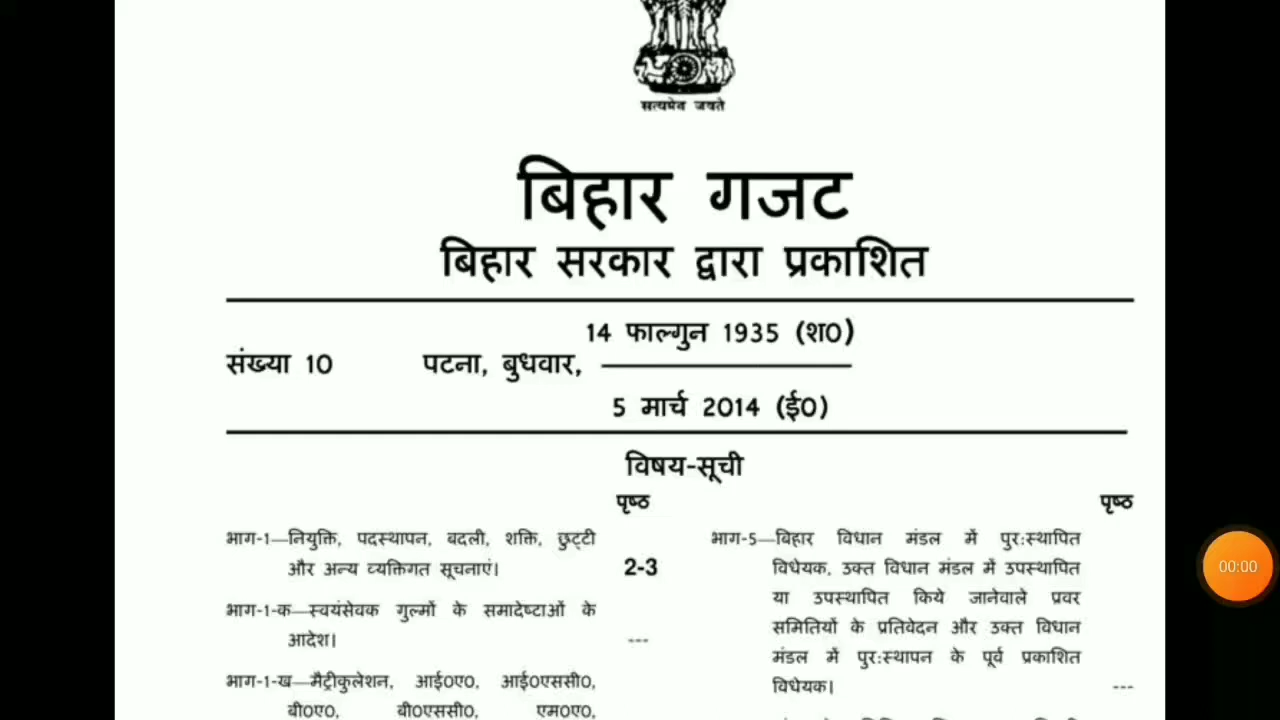 सत्यमेव जयते
बिहार गजट
बिहार सरकार द्वारा प्रकाशित
14 फाल्गुन 1935 (श0)
संख्या 10 पटना, बुधवार,
5 मार्च 2014 (ई0)
विषय-सूची
पृष्ठ पृष्ठ
भाग-1—नियुक्ति, पदस्थापन, बदली, शक्ति, छुट्टी
और अन्य व्यक्तिगत सूचनाएं। 2-3
भाग-1-क—स्वयंसेवक गुल्मों के समादेष्टाओं के
आदेश। ---
भाग-1-ख—मैट्रीकुलेशन, आई0ए0, आई0एससी0,
बी0ए0, बी0एससी0, एम0ए0,
भाग-5—बिहार विधान मंडल में पुर:स्थापित
विधेयक, उक्त विधान मंडल में उपस्थापित
या उपस्थापित किये जानेवाले प्रवर
समितियों के प्रतिवेदन और उक्त विधान
मंडल में पुर:स्थापन के पूर्व प्रकाशित
विधेयक। ---
00:00